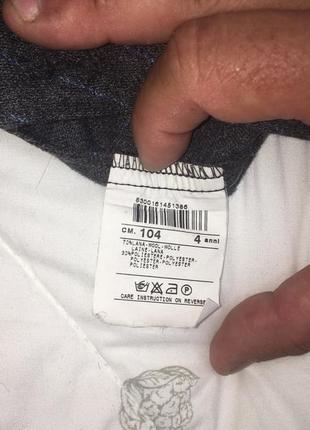 6300161451386
CM. 104 4 anni
70%LANA-WOOL-WOLLE
LAINE-LANA
30%POLIESTERE-POLYESTER-
POLYESTER-POLYESTER
POLIESTER
CARE INSTRUCTION ON REVERSE